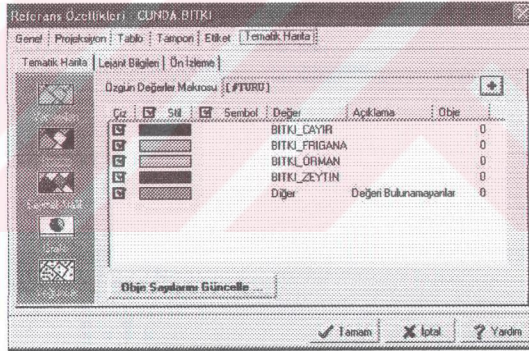 Referans Özellikleri - CUNDA.BITKI
Genel Projeksiyon Tablo Tampon Etiket Tematik Harita
Tematik Harita Lejant Bilgileri Ön İzleme
Özgün Değerler Makrosu [#TURU] +
Çiz Stil Sembol Değer Açıklama Obje
BITKI_CAYIR 0
BITKI_FRIGANA 0
BITKI_ORMAN 0
BITKI_ZEYTIN 0
Diğer Değeri Bulunamayanlar 0
Obje Sayılarını Güncelle ...
Tamam İptal Yardım